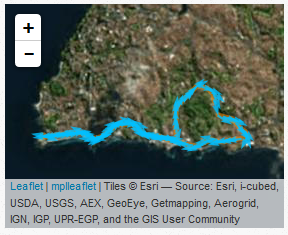 +
−
Leaflet | mplleaflet | Tiles © Esri — Source: Esri, i-cubed,
USDA, USGS, AEX, GeoEye, Getmapping, Aerogrid,
IGN, IGP, UPR-EGP, and the GIS User Community